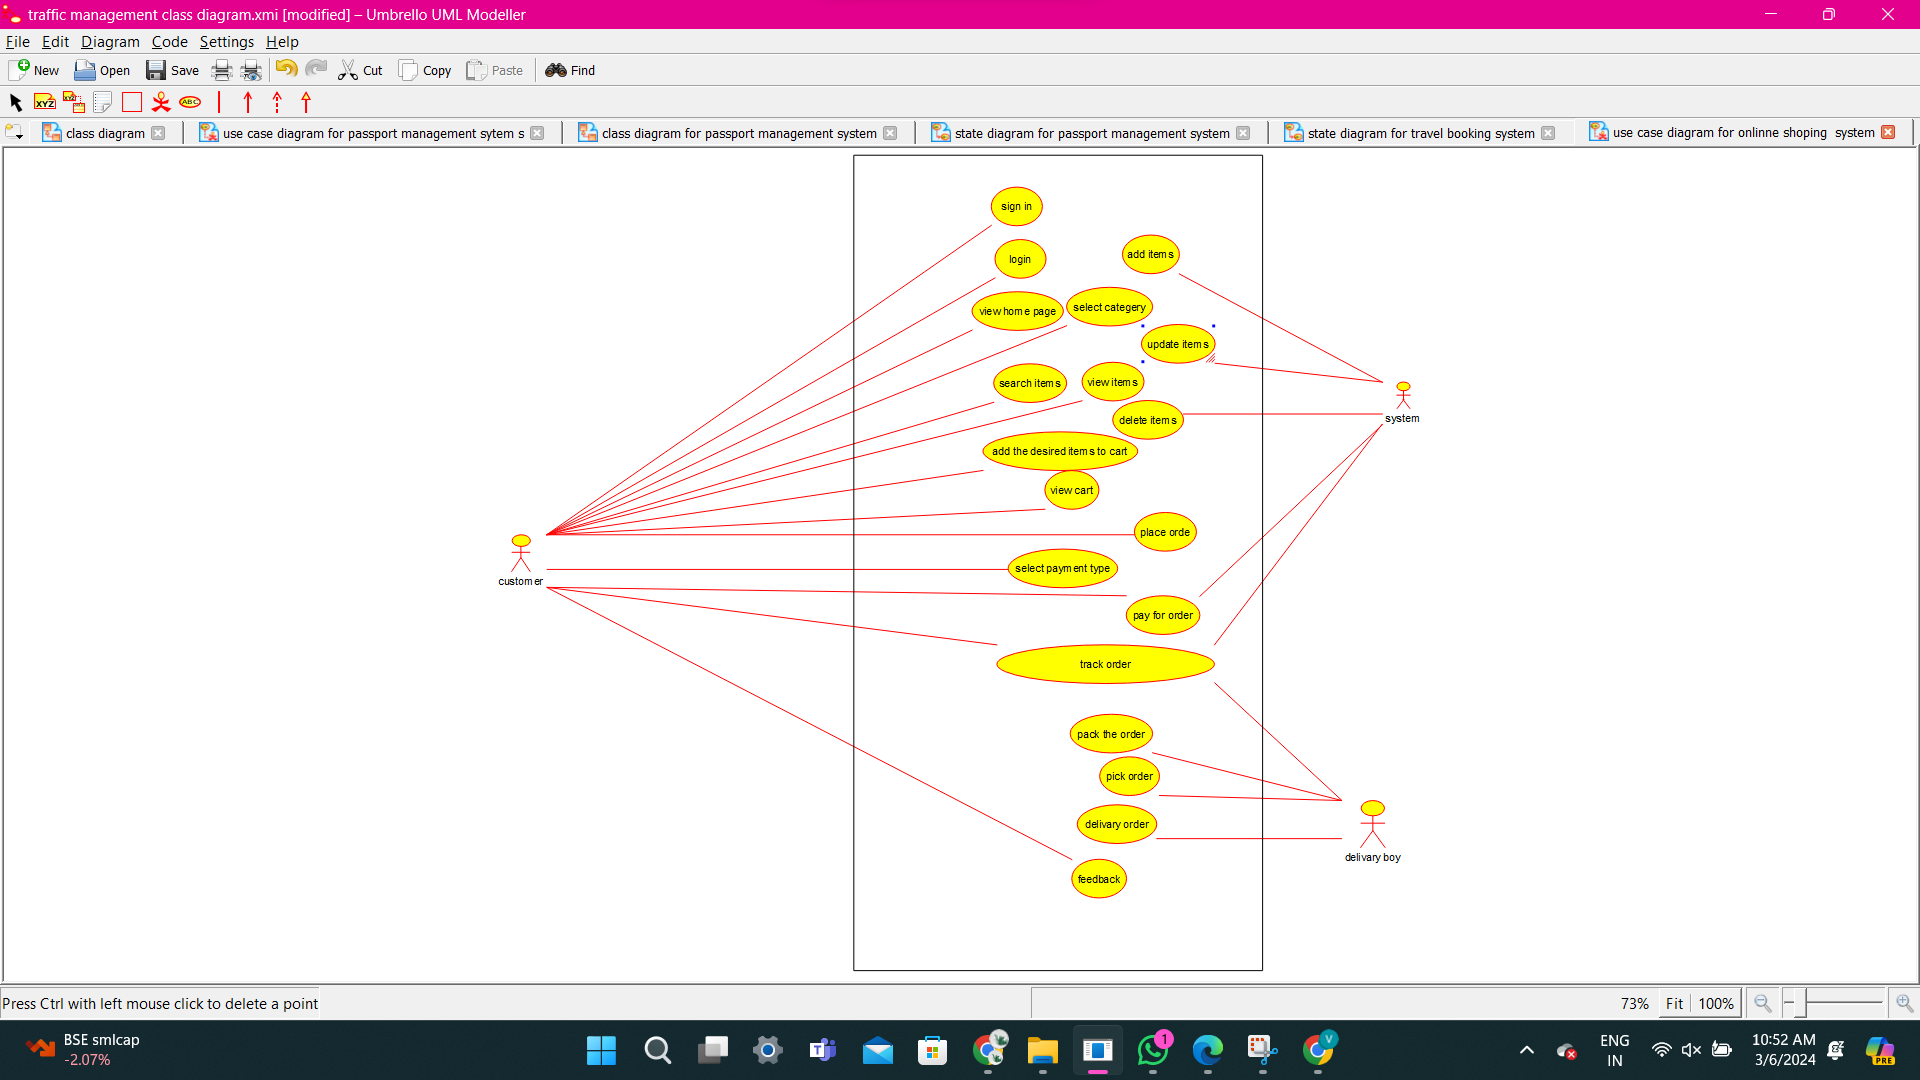 traffic management class diagram.xmi [modified] – Umbrello UML Modeller
File Edit Diagram Code Settings Help
New Open Save Cut Copy Paste Find
XYZ XYZ ABC
class diagram use case diagram for passport management sytem s class diagram for passport management system state diagram for passport management system state diagram for travel booking system use case diagram for onlinne shoping system
sign in
login
add items
view home page
select categery
update items
search items
view items
delete items
system
add the desired items to cart
view cart
place orde
select payment type
customer
pay for order
track order
pack the order
pick order
delivary order
delivary boy
feedback
Press Ctrl with left mouse click to delete a point
73% Fit 100%
BSE smlcap
-2.07%
1
V
ENG
IN
10:52 AM
3/6/2024
PRE